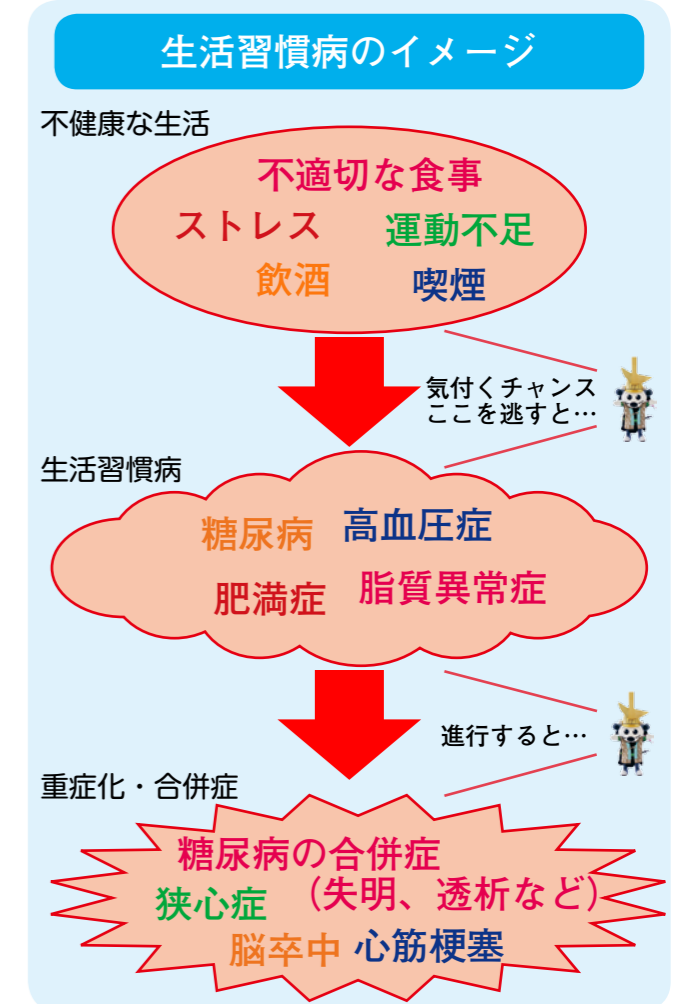 生活習慣病のイメージ
不健康な生活
不適切な食事
ストレス 運動不足
飲酒 喫煙
気付くチャンス
ここを逃すと…
生活習慣病
糖尿病 高血圧症
肥満症 脂質異常症
進行すると…
重症化・合併症
糖尿病の合併症
狭心症 （失明、透析など）
脳卒中 心筋梗塞